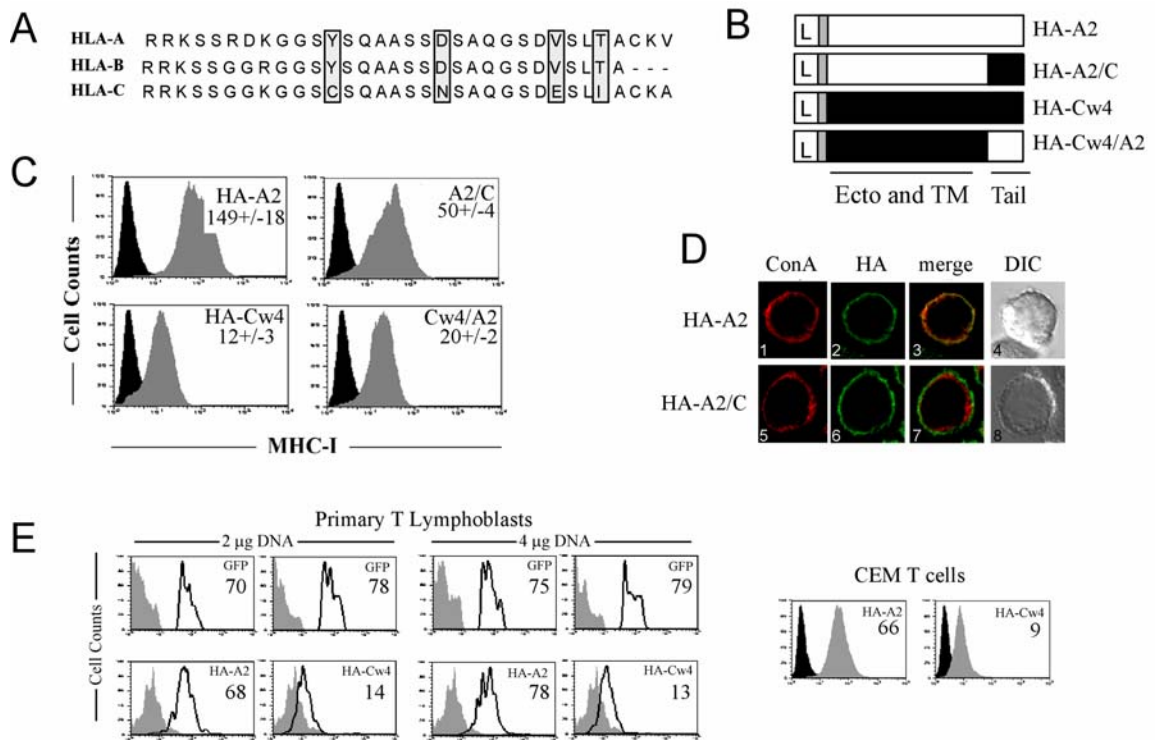 A
HLA-A RRKSSRDKGGSYSQAASSDSAQGSDVSLTACKV
HLA-B RRKSSGGRGGSYSQAASSDSAQGSDVSLTA---
HLA-C RRKSSGGKGGSCSQAASSNSAQGSDESLIACKA
B
L HA-A2
L HA-A2/C
L HA-Cw4
L HA-Cw4/A2
Ecto and TM Tail
C
Cell Counts
HA-A2
149+/-18
A2/C
50+/-4
HA-Cw4
12+/-3
Cw4/A2
20+/-2
MHC-I
D
ConA HA merge DIC
HA-A2
1 2 3 4
HA-A2/C
5 6 7 8
E
Primary T Lymphoblasts
2 µg DNA 4 µg DNA
Cell Counts
GFP
70
GFP
78
GFP
75
GFP
79
HA-A2
68
HA-Cw4
14
HA-A2
78
HA-Cw4
13
CEM T cells
HA-A2
66
HA-Cw4
9